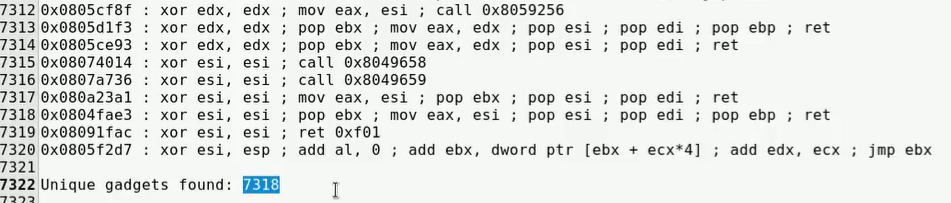 7312 0x0805cf8f : xor edx, edx ; mov eax, esi ; call 0x8059256
7313 0x0805d1f3 : xor edx, edx ; pop ebx ; mov eax, edx ; pop esi ; pop edi ; pop ebp ; ret
7314 0x0805ce93 : xor edx, edx ; pop ebx ; mov eax, edx ; pop esi ; pop edi ; ret
7315 0x08074014 : xor esi, esi ; call 0x8049658
7316 0x0807a736 : xor esi, esi ; call 0x8049659
7317 0x080a23a1 : xor esi, esi ; mov eax, esi ; pop ebx ; pop esi ; pop edi ; ret
7318 0x0804fae3 : xor esi, esi ; pop ebx ; mov eax, esi ; pop esi ; pop edi ; pop ebp ; ret
7319 0x08091fac : xor esi, esi ; ret 0xf01
7320 0x0805f2d7 : xor esi, esp ; add al, 0 ; add ebx, dword ptr [ebx + ecx*4] ; add edx, ecx ; jmp ebx
7321
7322 Unique gadgets found: 7318
7323